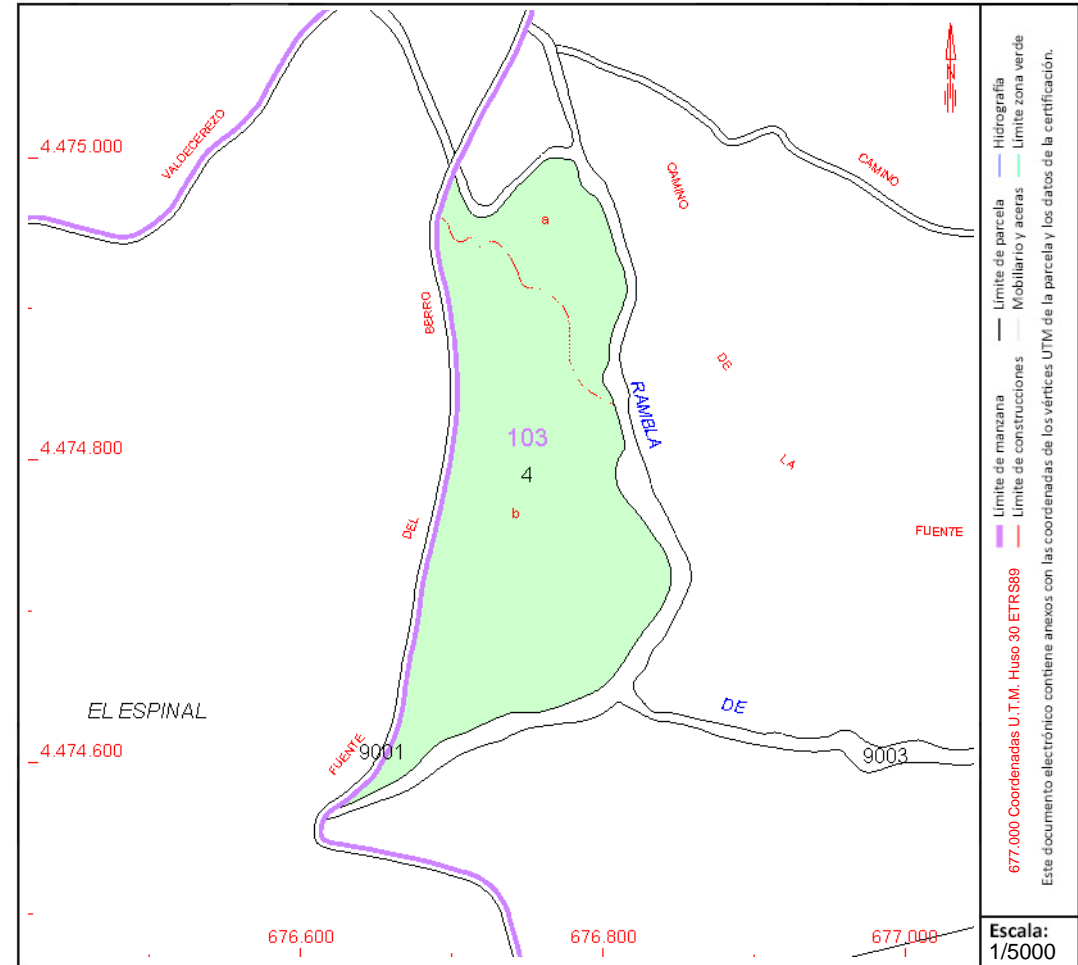 4.475.000
VALDECEREZO
CAMINO
CAMINO
N
a
BERRO
DE
RAMBLA
4.474.800
103
4
LA
b
DEL
FUENTE
EL ESPINAL
DE
4.474.600
FUENTE
9001
9003
676.600
676.800
677.000
Límite de manzana
Límite de parcela
Hidrografía
Límite de construcciones
Mobiliario y aceras
Límite zona verde
677.000 Coordenadas U.T.M. Huso 30 ETRS89
Este documento electrónico contiene anexos con las coordenadas de los vértices UTM de la parcela y los datos de la certificación.
Escala:
1/5000